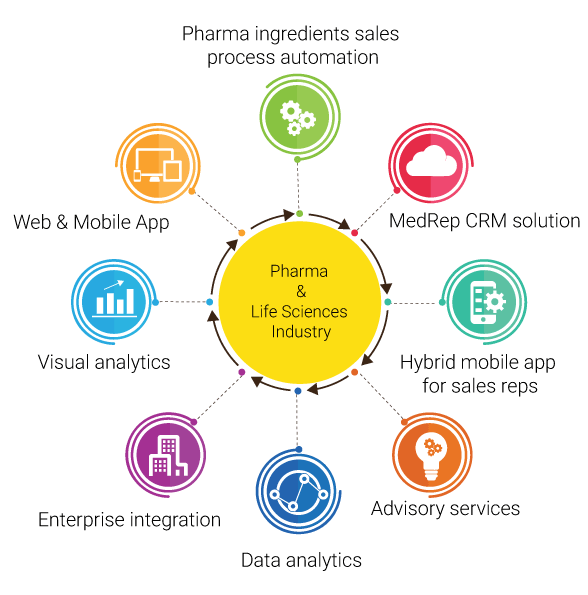 Pharma ingredients sales
process automation
MedRep CRM solution
Hybrid mobile app
for sales reps
Advisory services
Data analytics
Enterprise integration
Visual analytics
Web & Mobile App
Pharma
&
Life Sciences
Industry